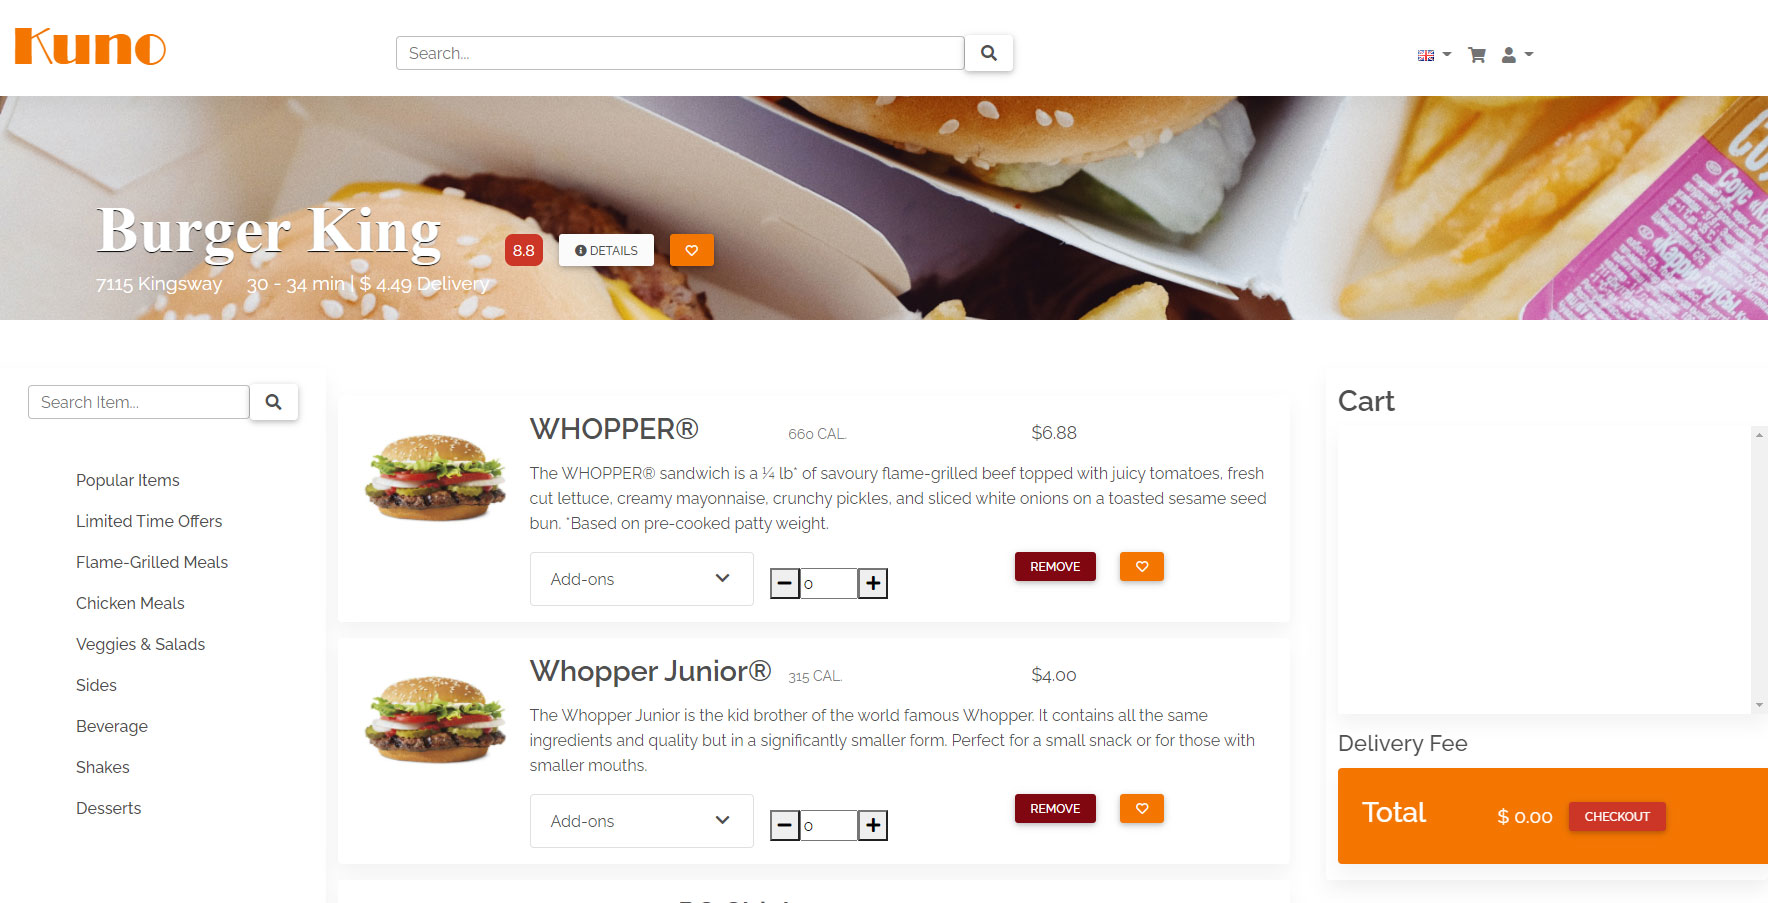 Kuno
Search...
Burger King
8.8
DETAILS
7115 Kingsway 30 - 34 min | $ 4.49 Delivery
Search Item...
Popular Items
Limited Time Offers
Flame-Grilled Meals
Chicken Meals
Veggies & Salads
Sides
Beverage
Shakes
Desserts
WHOPPER® 660 CAL. $6.88
The WHOPPER® sandwich is a ¼ lb* of savoury flame-grilled beef topped with juicy tomatoes, fresh
cut lettuce, creamy mayonnaise, crunchy pickles, and sliced white onions on a toasted sesame seed
bun. *Based on pre-cooked patty weight.
Add-ons
0
REMOVE
Whopper Junior® 315 CAL. $4.00
The Whopper Junior is the kid brother of the world famous Whopper. It contains all the same
ingredients and quality but in a significantly smaller form. Perfect for a small snack or for those with
smaller mouths.
Add-ons
0
REMOVE
Cart
Delivery Fee
Total $ 0.00 CHECKOUT